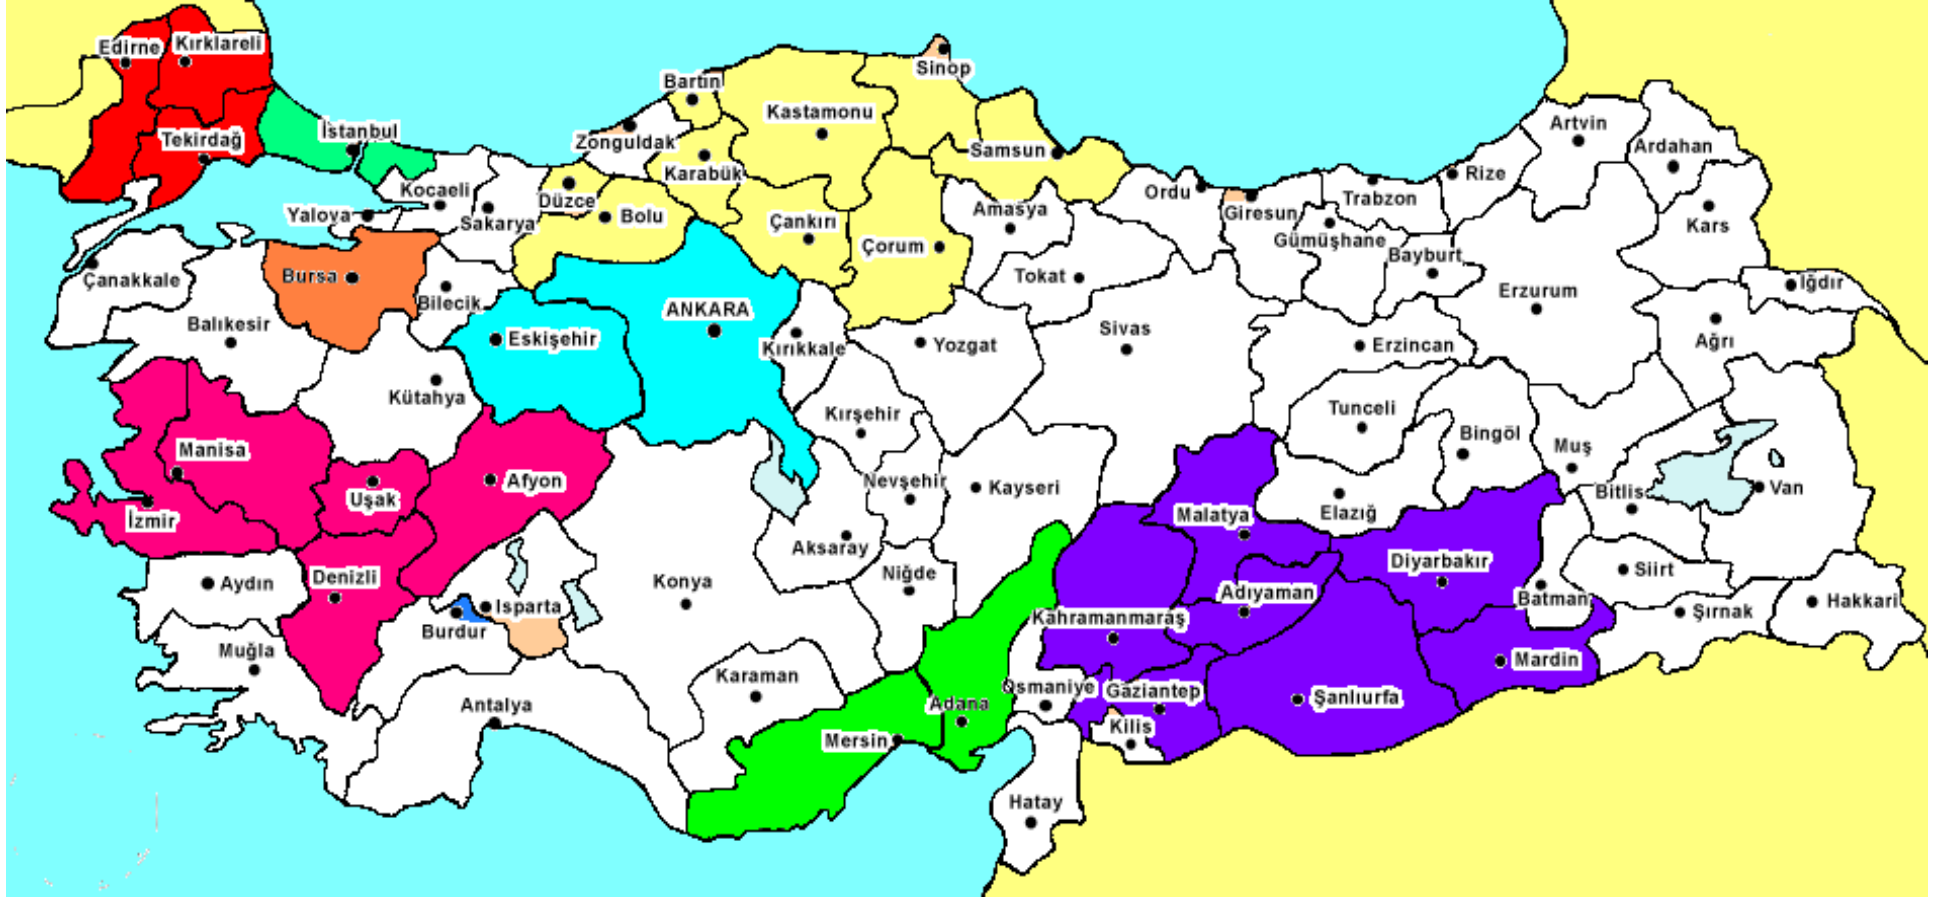 Edirne
Kırklareli
Tekirdağ
İstanbul
Kocaeli
Yalova
Sakarya
Düzce
Bolu
Zonguldak
Bartın
Karabük
Kastamonu
Sinop
Çankırı
Çorum
Samsun
Amasya
Tokat
Ordu
Giresun
Gümüşhane
Trabzon
Bayburt
Rize
Artvin
Ardahan
Kars
Iğdır
Ağrı
Erzurum
Erzincan
Sivas
Yozgat
Kırıkkale
ANKARA
Eskişehir
Bilecik
Bursa
Çanakkale
Balıkesir
Kütahya
Manisa
İzmir
Uşak
Afyon
Kırşehir
Nevşehir
Kayseri
Aksaray
Niğde
Konya
Tunceli
Bingöl
Muş
Bitlis
Van
Elazığ
Malatya
Diyarbakır
Adıyaman
Kahramanmaraş
Batman
Siirt
Şırnak
Hakkari
Mardin
Şanlıurfa
Gaziantep
Kilis
Osmaniye
Adana
Mersin
Hatay
Karaman
Antalya
Isparta
Burdur
Denizli
Aydın
Muğla